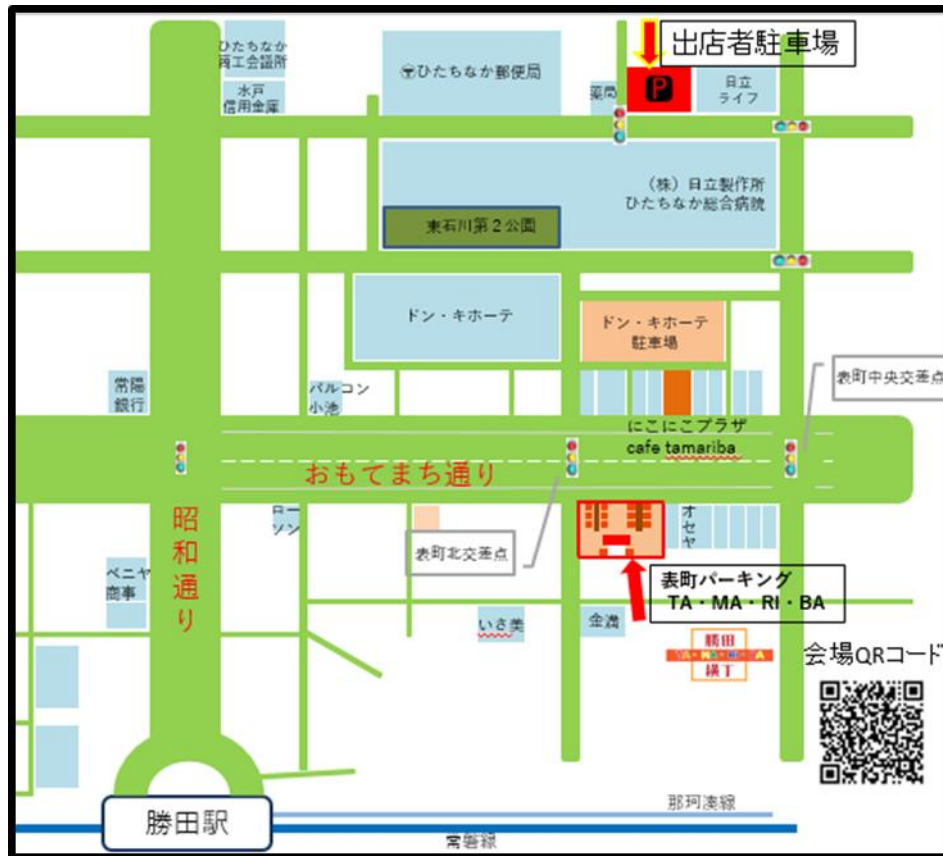 出店者駐車場
ひたちなか
商工会議所
水戸
信用金庫
〶ひたちなか郵便局
薬局
P
日立
ライフ
(株)日立製作所
ひたちなか総合病院
東石川第2公園
ドン・キホーテ
ドン・キホーテ
駐車場
常陽
銀行
パルコン
小池
表町中央交差点
にこにこプラザ
cafe tamariba
おもてまち通り
昭和通り
ローソン
表町北交差点
オセヤ
ベニヤ
商事
表町パーキング
TA・MA・RI・BA
いさ美
金満
勝田
TA・MA・RI・BA
横丁
会場QRコード
那珂湊線
勝田駅
常磐線